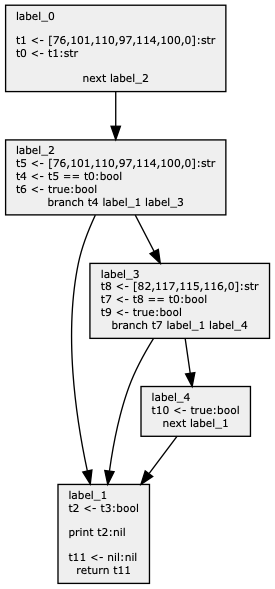 label_0
t1 <- [76,101,110,97,114,100,0]:str
t0 <- t1:str
next label_2
label_2
t5 <- [76,101,110,97,114,100,0]:str
t4 <- t5 == t0:bool
t6 <- true:bool
branch t4 label_1 label_3
label_3
t8 <- [82,117,115,116,0]:str
t7 <- t8 == t0:bool
t9 <- true:bool
branch t7 label_1 label_4
label_4
t10 <- true:bool
next label_1
label_1
t2 <- t3:bool
print t2:nil
t11 <- nil:nil
return t11